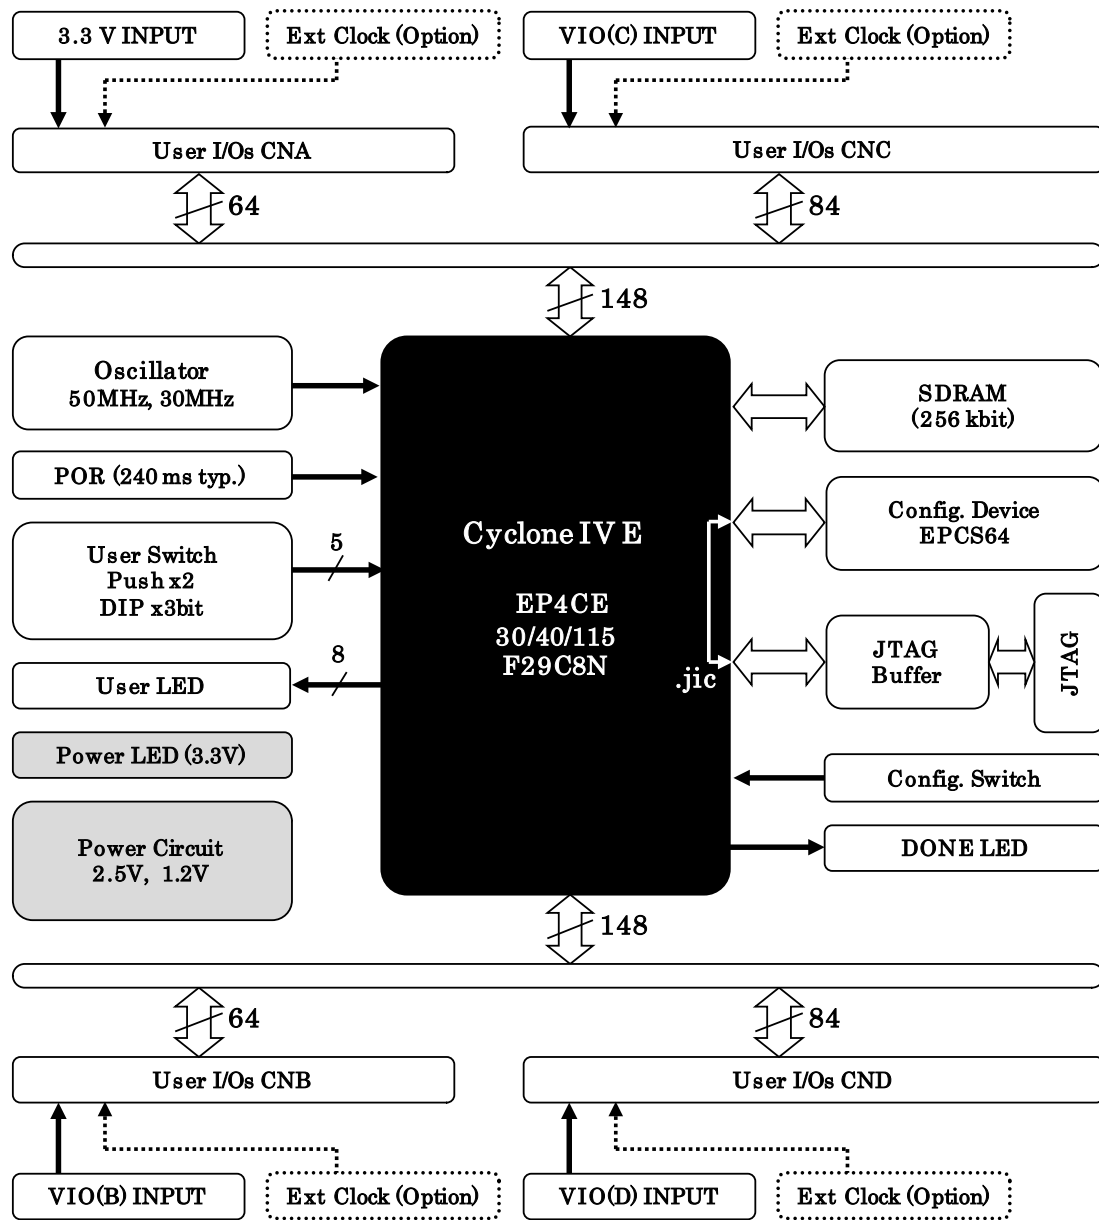 3.3 V INPUT
Ext Clock (Option)
VIO(C) INPUT
Ext Clock (Option)
User I/Os CNA
User I/Os CNC
64
84
148
Oscillator
50MHz, 30MHz
POR (240 ms typ.)
User Switch
Push x2
DIP x3bit
5
User LED
8
Power LED (3.3V)
Power Circuit
2.5V, 1.2V
Cyclone IV E
EP4CE
30/40/115
F29C8N
.jic
SDRAM
(256 kbit)
Config. Device
EPCS64
JTAG
Buffer
JTAG
Config. Switch
DONE LED
148
64
84
User I/Os CNB
User I/Os CND
VIO(B) INPUT
Ext Clock (Option)
VIO(D) INPUT
Ext Clock (Option)